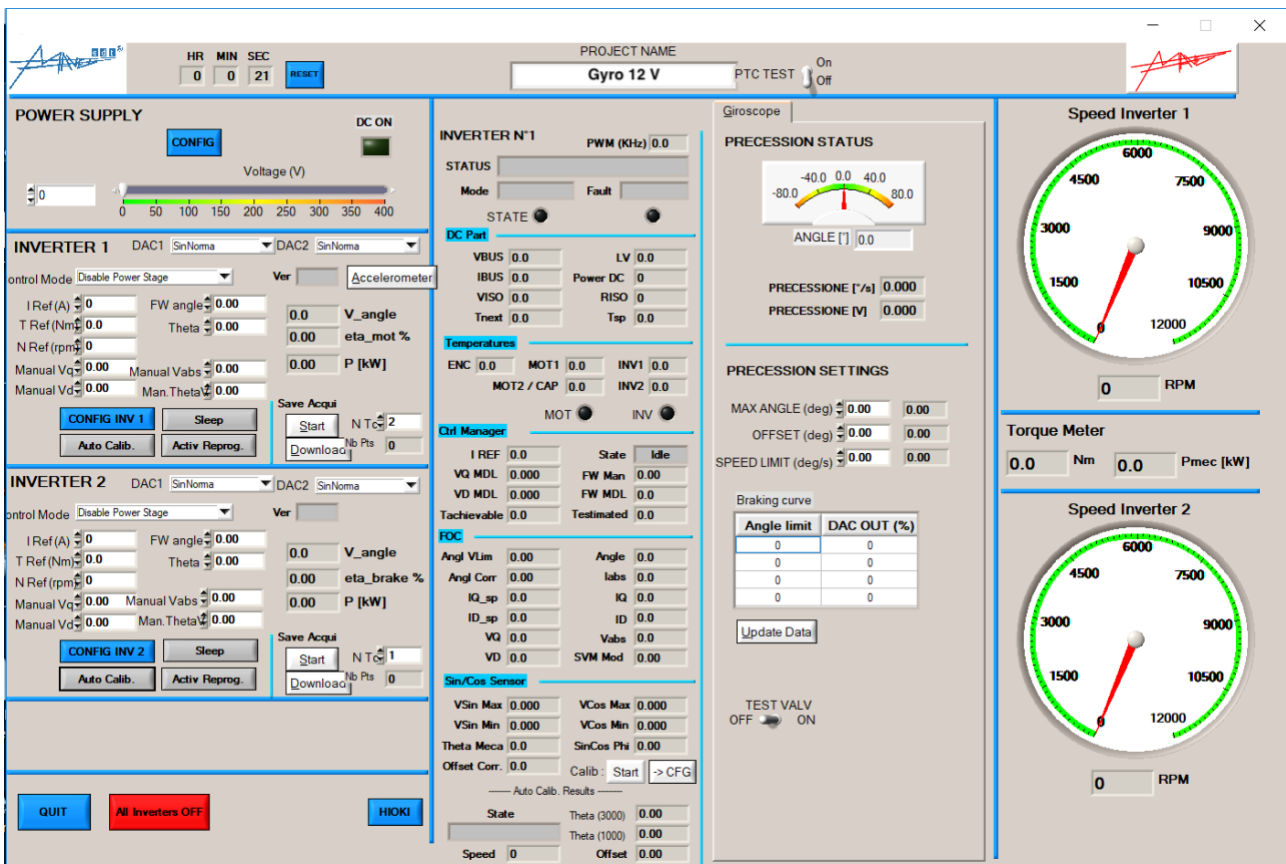 HR MIN SEC
0 0 21 RESET
PROJECT NAME
Gyro 12 V
PTC TEST On
Off
POWER SUPPLY
CONFIG
DC ON
Voltage (V)
0
0 50 100 150 200 250 300 350 400
INVERTER 1 DAC1 SinNoma DAC2 SinNoma
ontrol Mode Disable Power Stage Ver Accelerometer
I Ref (A) 0 FW angle 0.00
T Ref (Nm) 0.0 Theta 0.00
N Ref (rpm) 0
Manual Vq 0.00 Manual Vabs 0.00
Manual Vd 0.00 Man.ThetaV 0.00
0.0 V_angle
0.00 eta_mot %
0.00 P [kW]
CONFIG INV 1 Sleep
Auto Calib. Activ Reprog.
Save Acqui
Start N Tc 2
Download Nb Pts 0
INVERTER 2 DAC1 SinNoma DAC2 SinNoma
ontrol Mode Disable Power Stage Ver
I Ref (A) 0 FW angle 0.00
T Ref (Nm) 0.0 Theta 0.00
N Ref (rpm) 0
Manual Vq 0.00 Manual Vabs 0.00
Manual Vd 0.00 Man.ThetaV 0.00
0.0 V_angle
0.00 eta_brake %
0.00 P [kW]
CONFIG INV 2 Sleep
Auto Calib. Activ Reprog.
Save Acqui
Start N Tc 1
Download Nb Pts 0
QUIT All Inverters OFF HIOKI
INVERTER N°1 PWM (KHz) 0.0
STATUS
Mode Fault
STATE
DC Part
VBUS 0.0 LV 0.0
IBUS 0.0 Power DC 0
VISO 0.0 RISO 0
Tnext 0.0 Tsp 0.0
Temperatures
ENC 0.0 MOT1 0.0 INV1 0.0
MOT2 / CAP 0.0 INV2 0.0
MOT INV
Ctrl Manager
I REF 0.0 State Idle
VQ MDL 0.000 FW Man 0.00
VD MDL 0.000 FW MDL 0.0
Tachievable 0.0 Testimated 0.0
FOC
Angl VLim 0.00 Angle 0.0
Angl Corr 0.00 Iabs 0.0
IQ_sp 0.0 IQ 0.0
ID_sp 0.0 ID 0.0
VQ 0.0 Vabs 0.0
VD 0.0 SVM Mod 0.00
Sin/Cos Sensor
VSin Max 0.000 VCos Max 0.000
VSin Min 0.000 VCos Min 0.000
Theta Meca 0.0 SinCos Phi 0.00
Offset Corr. 0.0 Calib : Start -> CFG
------ Auto Calib. Results ------
State Theta (3000) 0.00
Theta (1000) 0.00
Speed 0 Offset 0.00
Giroscope
PRECESSION STATUS
-80.0 -40.0 0.0 40.0 80.0
ANGLE [°] 0.0
PRECESSIONE [°/s] 0.000
PRECESSIONE [V] 0.000
PRECESSION SETTINGS
MAX ANGLE (deg) 0.00 0.00
OFFSET (deg) 0.00 0.00
SPEED LIMIT (deg/s) 0.00 0.00
Braking curve
Angle limit DAC OUT (%)
0 0
0 0
0 0
0 0
Update Data
TEST VALV
OFF ON
Speed Inverter 1
0 1500 3000 4500 6000 7500 9000 10500 12000
0 RPM
Torque Meter
0.0 Nm 0.0 Pmec [kW]
Speed Inverter 2
0 1500 3000 4500 6000 7500 9000 10500 12000
0 RPM